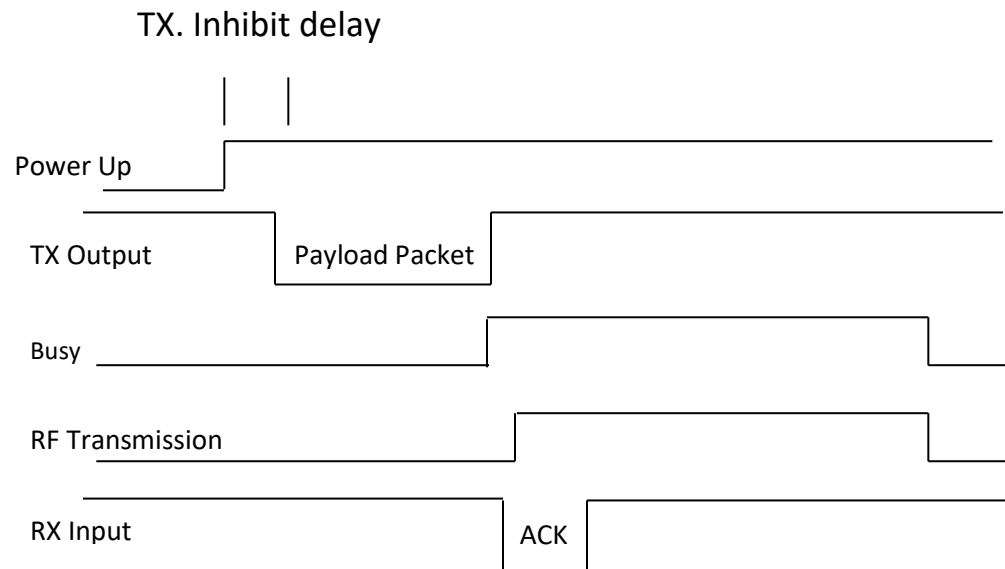 TX. Inhibit delay
Power Up
TX Output
Payload Packet
Busy
RF Transmission
RX Input
ACK